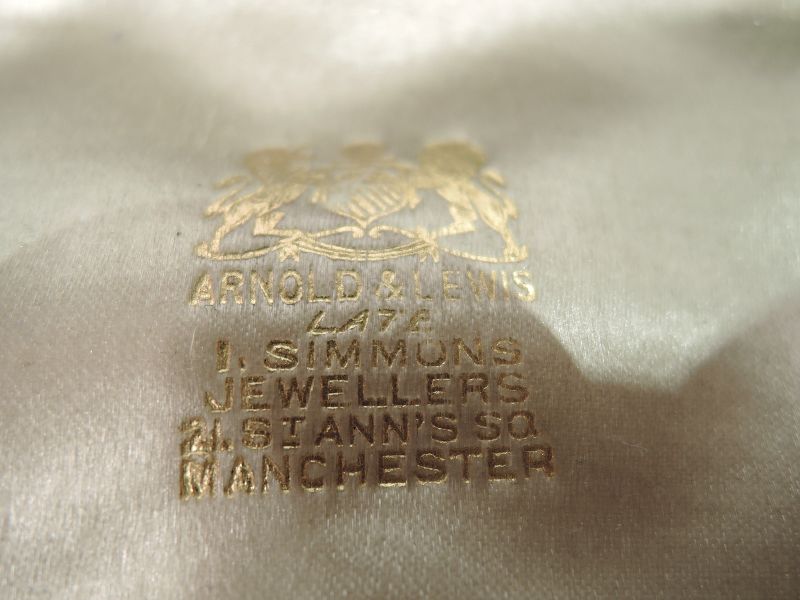 ARNOLD & LEWIS
LATE
I. SIMMONS
JEWELLERS
21. ST ANN'S SQ
MANCHESTER